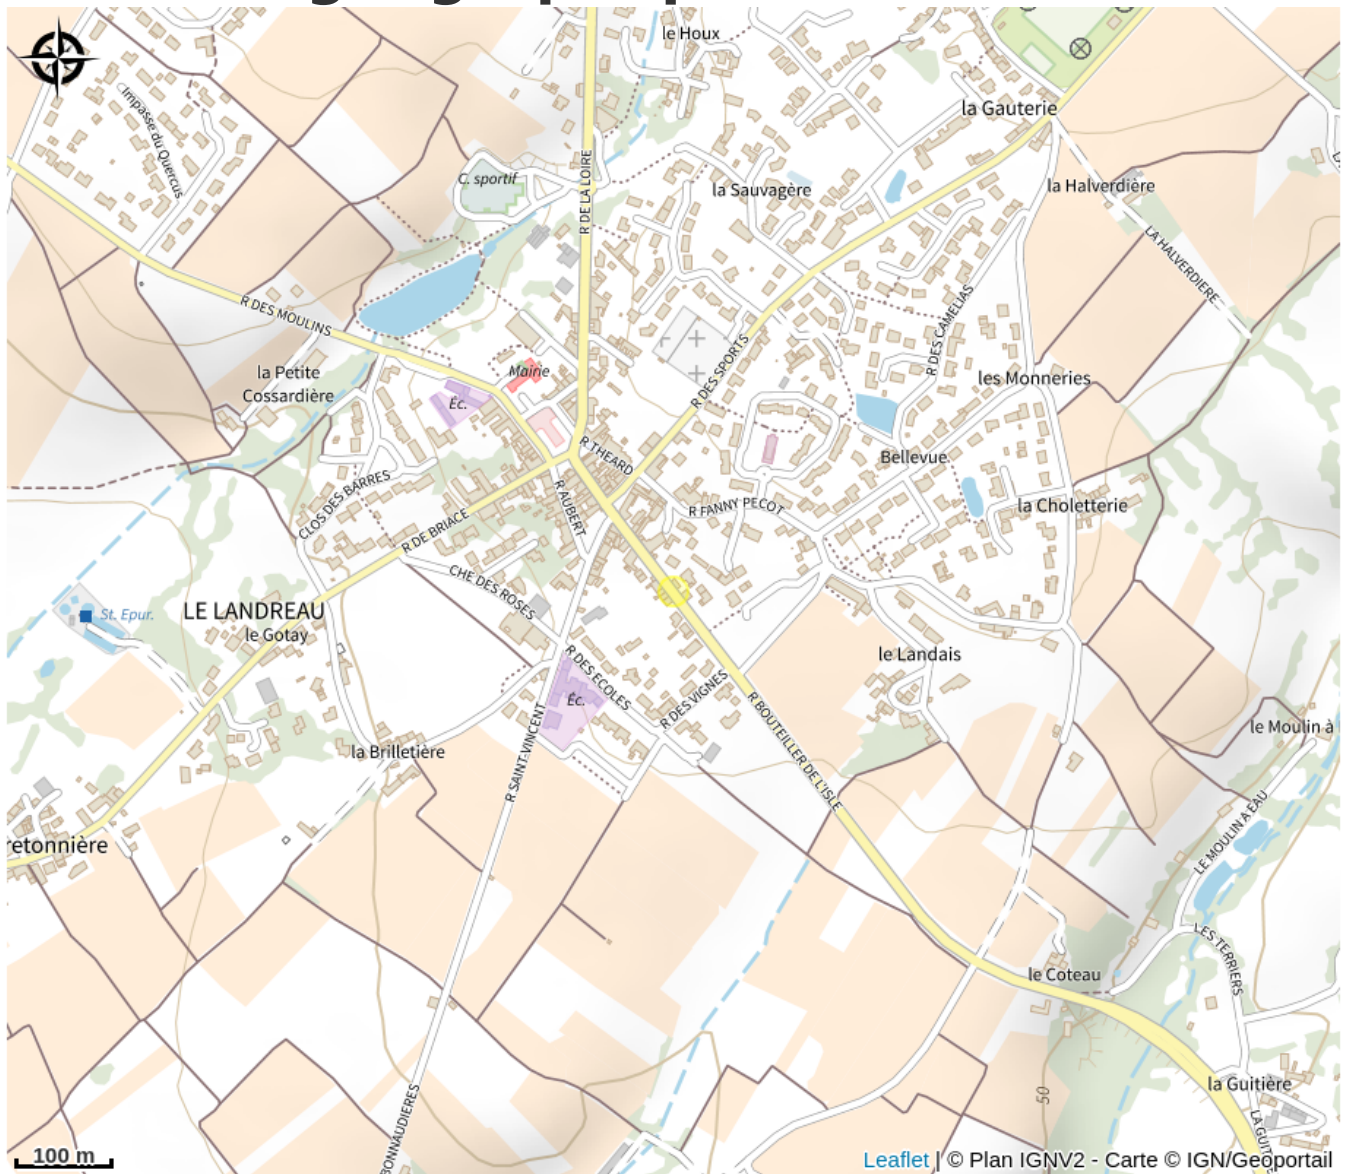 le Houx
la Gauterie
Impasse du Quercus
C. sportif
R DE LA LOIRE
la Sauvagère
la Halverdière
LA HALVERDIERE
R DES MOULINS
R DES CAMELIAS
R DES SPORTS
la Petite
Cossardière
Mairie
Éc.
les Monneries
R THEARD
Bellevue
CLOS DES BARRES
R AUBERT
R FANNY PECOT
la Choletterie
R DE BRIACE
CHE DES ROSES
St. Epur.
LE LANDREAU
le Gotay
R DES ECOLES
le Landais
Éc.
R DES VIGNES
R BOUTEILLER DE L'ISLE
le Moulin à
la Brilletière
R SAINT-VINCENT
LE MOULIN A EAU
retonnière
LES TERRIERS
le Coteau
la Guitière
50
BONNAUDIERES
LA GUIT
100 m
Leaflet | © Plan IGNV2 - Carte © IGN/Geoportail